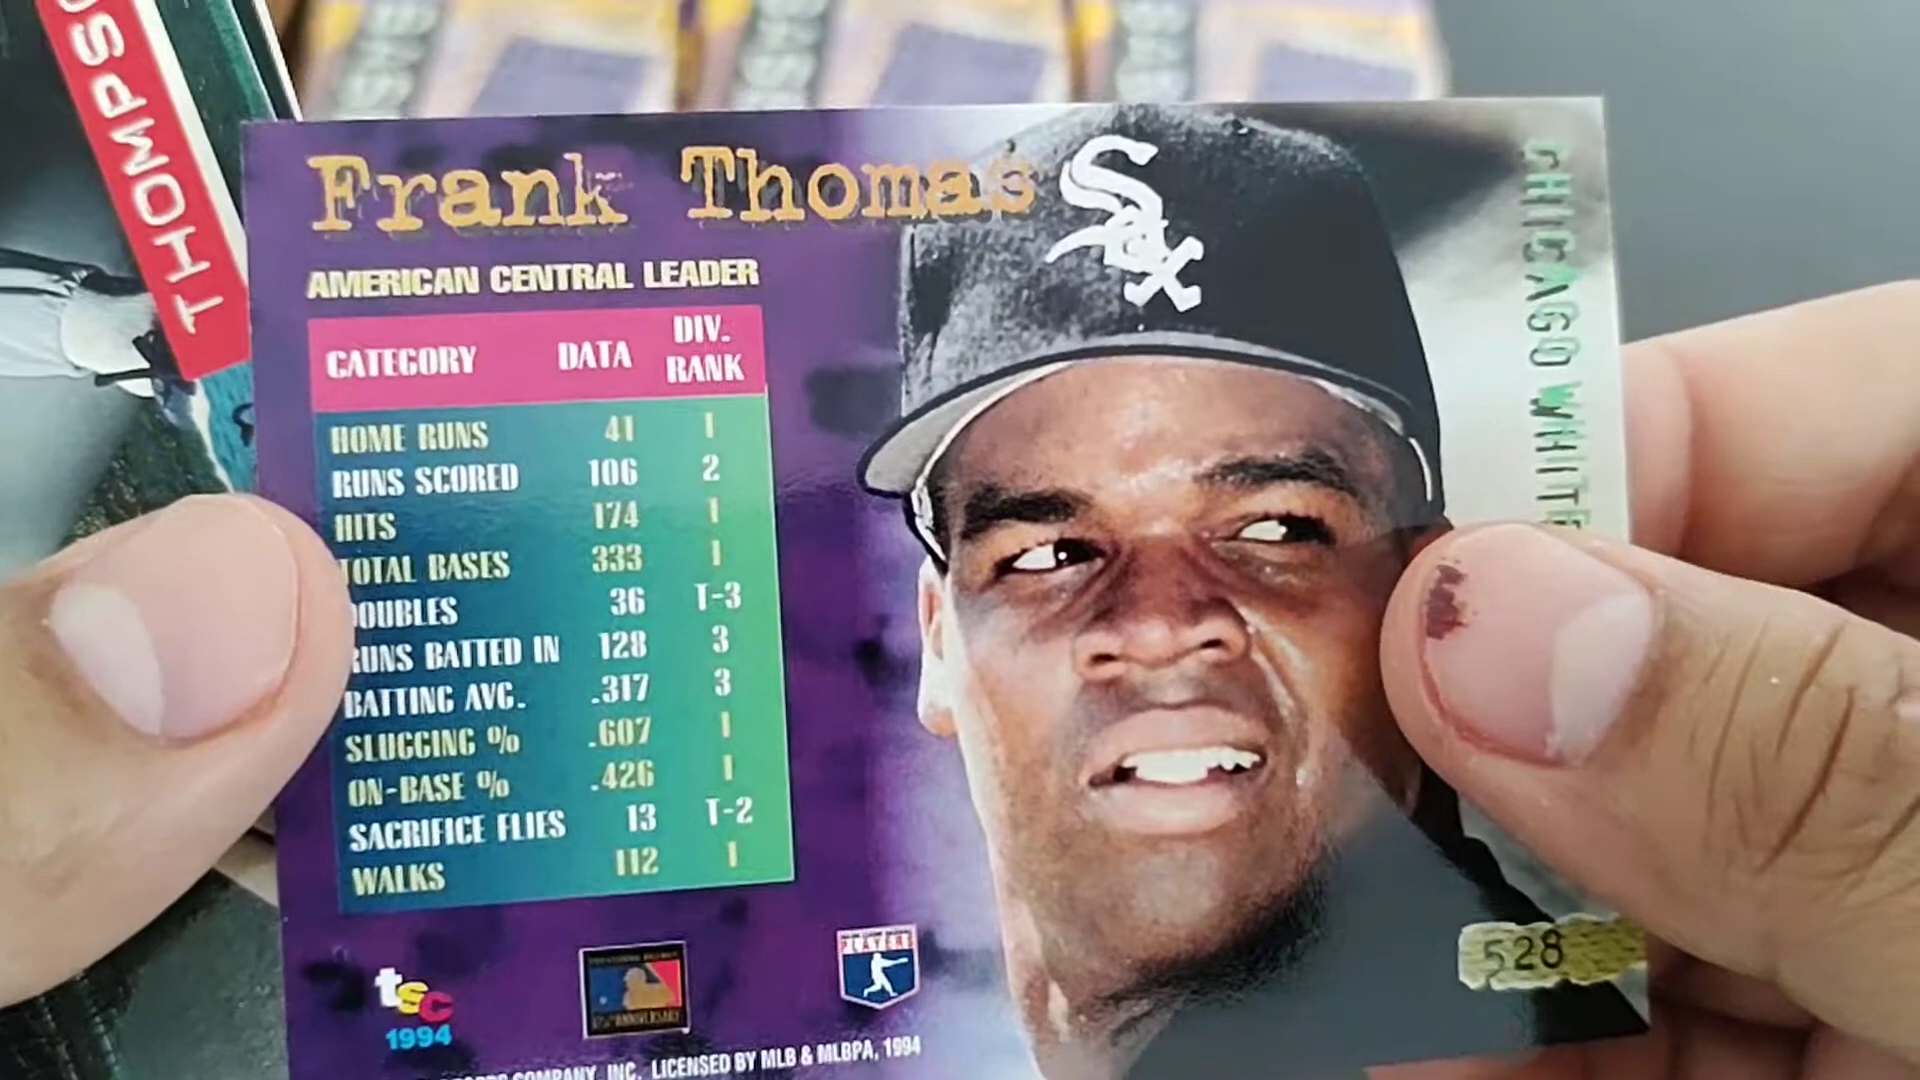 THOMPSO
Frank Thomas
Sox
AMERICAN CENTRAL LEADER
CATEGORY DATA DIV. RANK
HOME RUNS 41 1
RUNS SCORED 106 2
HITS 174 1
TOTAL BASES 333 1
DOUBLES 36 T-3
RUNS BATTED IN 128 3
BATTING AVG. .317 3
SLUGGING % .607 1
ON-BASE % .426 1
SACRIFICE FLIES 13 T-2
WALKS 112 1
CHICAGO WHITE
528
tsc
1994
PLAYERS
COMPANY, INC. LICENSED BY MLB & MLBPA, 1994